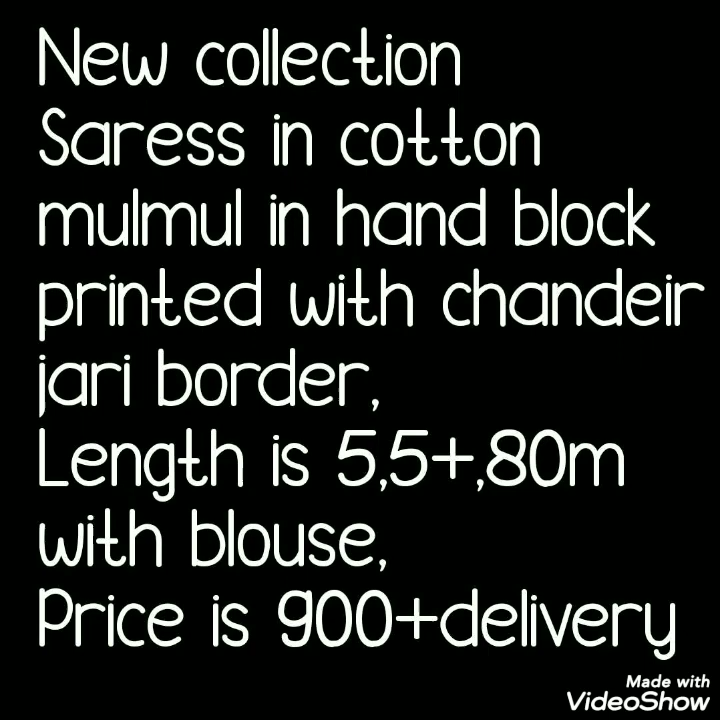 New collection
Saress in cotton
mulmul in hand block
printed with chandeir
jari border,
Length is 5,5+,80m
with blouse,
Price is 900+delivery
Made with
VideoShow